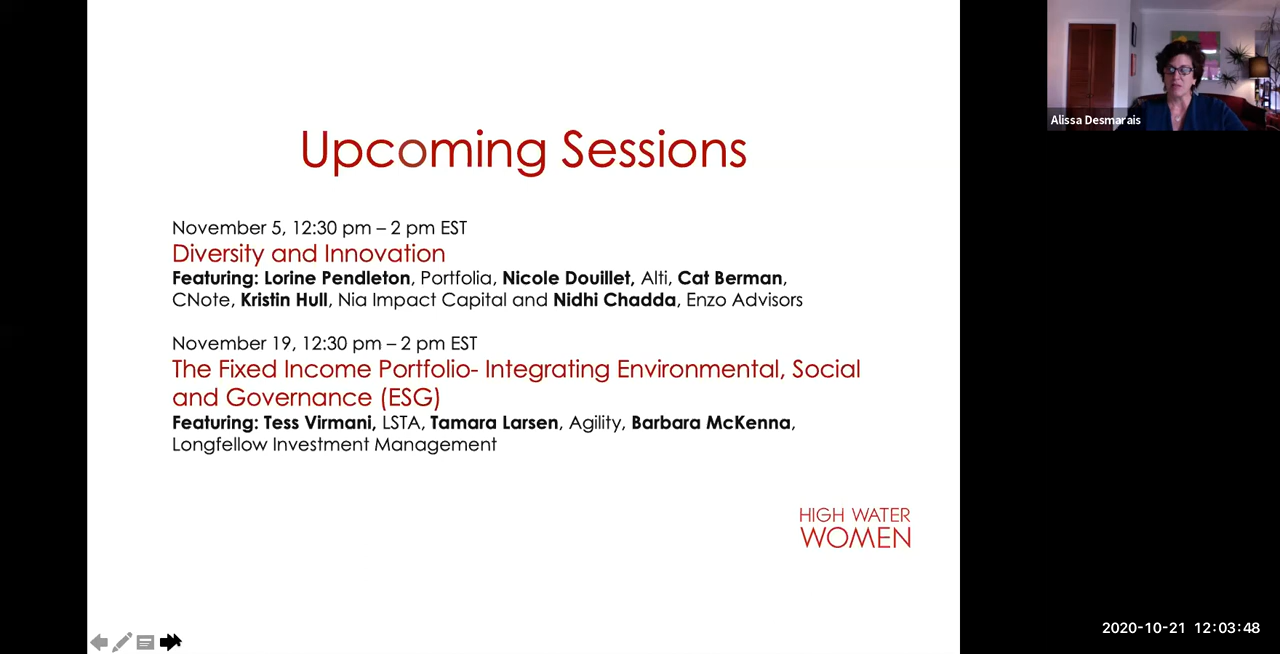 Upcoming Sessions
November 5, 12:30 pm – 2 pm EST
Diversity and Innovation
Featuring: Lorine Pendleton, Portfolia, Nicole Douillet, Alti, Cat Berman,
CNote, Kristin Hull, Nia Impact Capital and Nidhi Chadda, Enzo Advisors
November 19, 12:30 pm – 2 pm EST
The Fixed Income Portfolio- Integrating Environmental, Social
and Governance (ESG)
Featuring: Tess Virmani, LSTA, Tamara Larsen, Agility, Barbara McKenna,
Longfellow Investment Management
HIGH WATER
WOMEN
Alissa Desmarais
2020-10-21 12:03:48